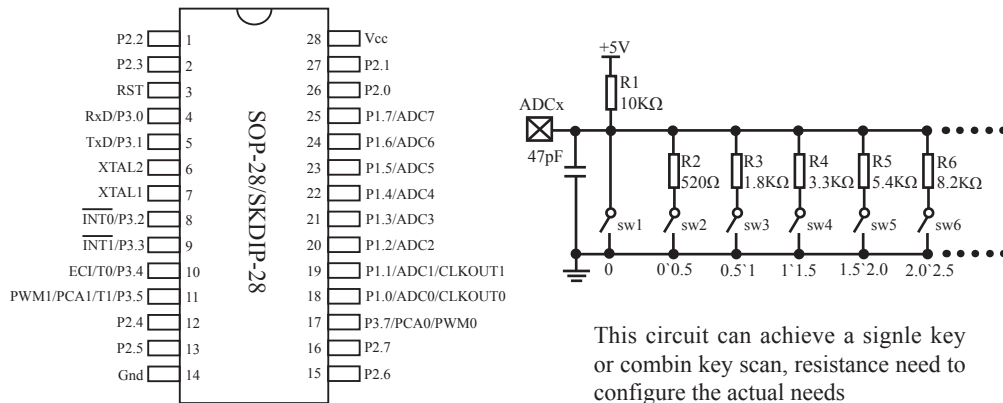 P2.2 1 28 Vcc
P2.3 2 27 P2.1
RST 3 26 P2.0
RxD/P3.0 4 25 P1.7/ADC7
TxD/P3.1 5 24 P1.6/ADC6
XTAL2 6 23 P1.5/ADC5
XTAL1 7 22 P1.4/ADC4
INT0/P3.2 8 21 P1.3/ADC3
INT1/P3.3 9 20 P1.2/ADC2
ECI/T0/P3.4 10 19 P1.1/ADC1/CLKOUT1
PWM1/PCA1/T1/P3.5 11 18 P1.0/ADC0/CLKOUT0
P2.4 12 17 P3.7/PCA0/PWM0
P2.5 13 16 P2.7
Gnd 14 15 P2.6
SOP-28/SKDIP-28
+5V
R1
10KΩ
ADCx
47pF
R2 R3 R4 R5 R6
520Ω 1.8KΩ 3.3KΩ 5.4KΩ 8.2KΩ
sw1 sw2 sw3 sw4 sw5 sw6
0 0`0.5 0.5`1 1`1.5 1.5`2.0 2.0`2.5
This circuit can achieve a signle key
or combin key scan, resistance need to
configure the actual needs